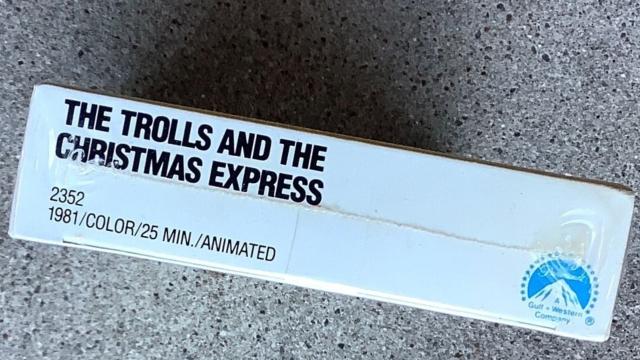 THE TROLLS AND THE
CHRISTMAS EXPRESS
2352
1981/COLOR/25 MIN./ANIMATED
A
Gulf + Western
Company
®